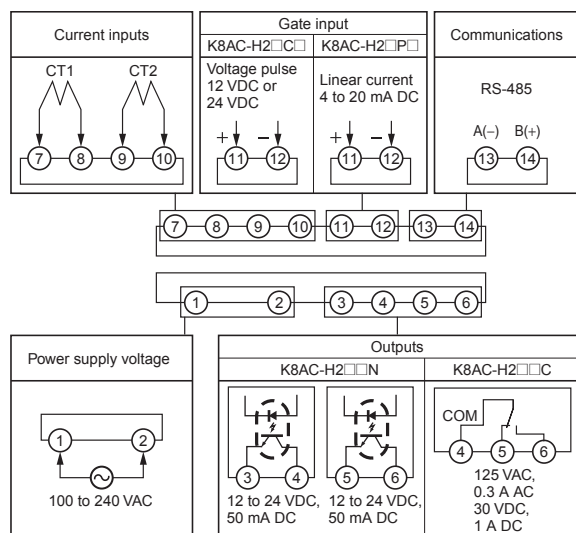 Current inputs
CT1 CT2
7 8 9 10
Gate input
K8AC-H2□C□
Voltage pulse
12 VDC or
24 VDC
+ −
11 12
K8AC-H2□P□
Linear current
4 to 20 mA DC
+ −
11 12
Communications
RS-485
A(−) B(+)
13 14
7 8 9 10 11 12 13 14
1 2 3 4 5 6
Power supply voltage
1 2
100 to 240 VAC
Outputs
K8AC-H2□□N
3 4
12 to 24 VDC,
50 mA DC
5 6
12 to 24 VDC,
50 mA DC
K8AC-H2□□C
COM
4 5 6
125 VAC,
0.3 A AC
30 VDC,
1 A DC